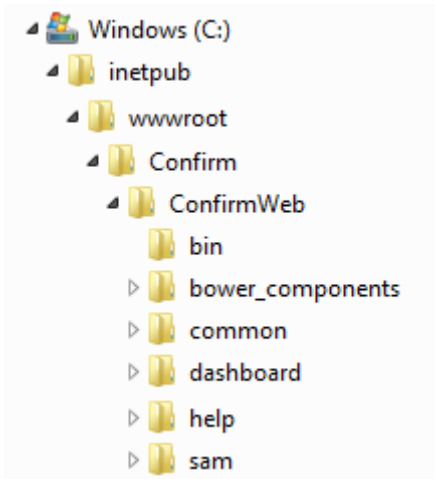 Windows (C:)
inetpub
wwwroot
Confirm
ConfirmWeb
bin
bower_components
common
dashboard
help
sam